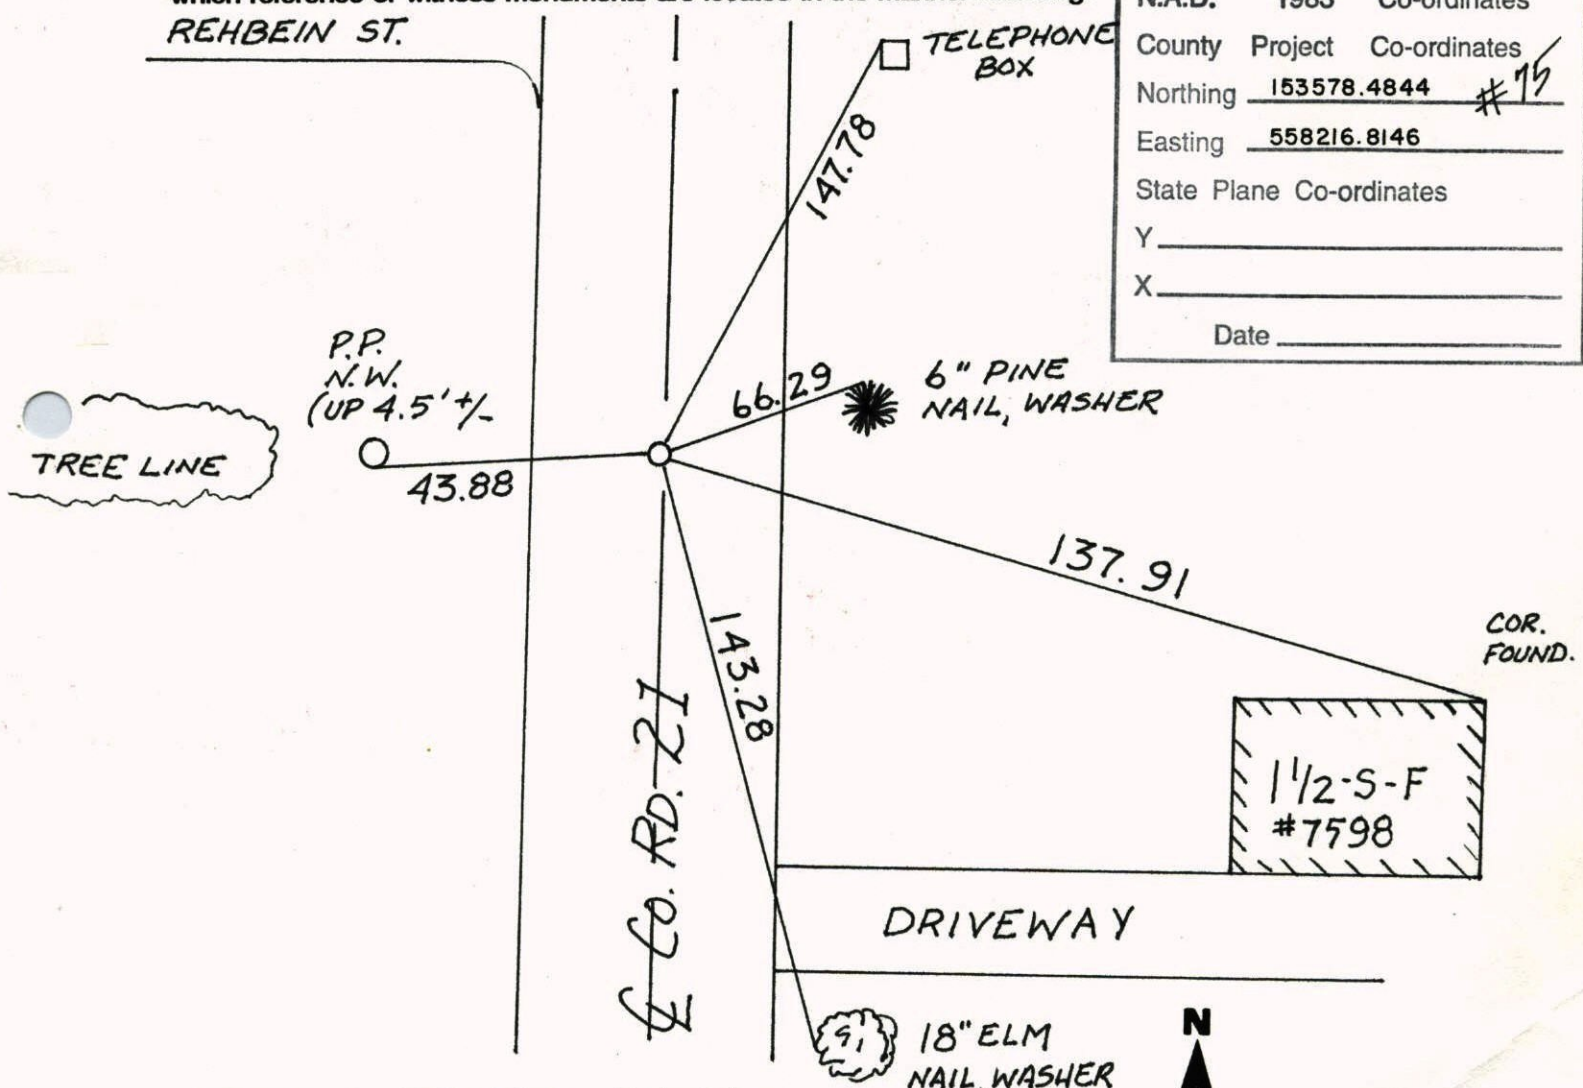 REHBEIN ST.
TELEPHONE
BOX
N.A.D. 1983 Co-ordinates
County Project Co-ordinates
Northing 153578.4844 #75
Easting 558216.8146
State Plane Co-ordinates
Y
X
Date
147.78
P.P.
N.W.
(UP 4.5' +/-
66.29
6" PINE
NAIL, WASHER
TREE LINE
43.88
137.91
143.28
COR.
FOUND.
℄ CO. RD. 21
1 1/2-S-F
#7598
DRIVEWAY
18" ELM
NAIL, WASHER
N